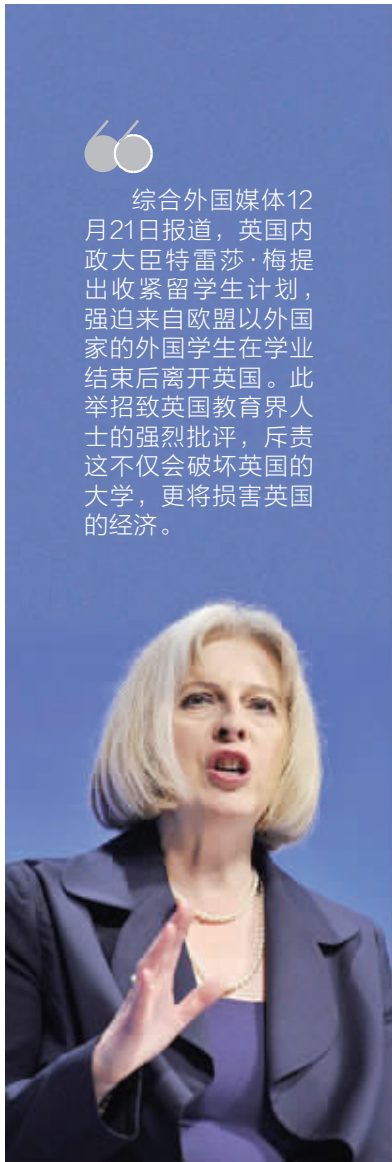 综合外国媒体12
月21日报道，英国内
政大臣特雷莎·梅提
出收紧留学生计划，
强迫来自欧盟以外国
家的外国学生在学业
结束后离开英国。此
举招致英国教育界人
士的强烈批评，斥责
这不仅会破坏英国的
大学，更将损害英国
的经济。